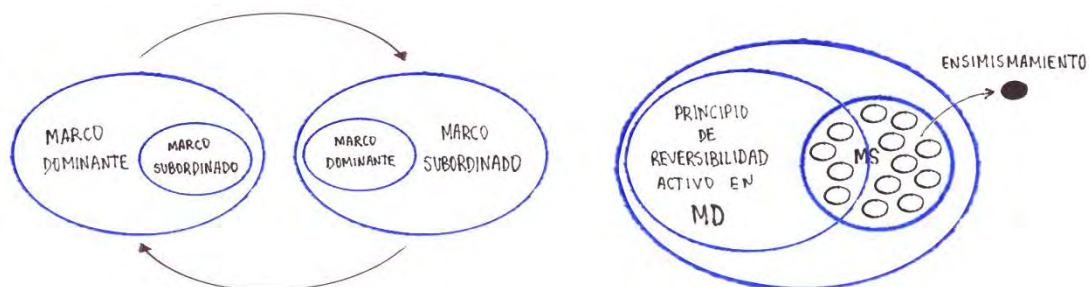 MARCO
DOMINANTE
MARCO
SUBORDINADO
MARCO
DOMINANTE
MARCO
SUBORDINADO
PRINCIPIO
DE
REVERSIBILIDAD
ACTIVO EN
MD
MS
ENSIMISMAMIENTO